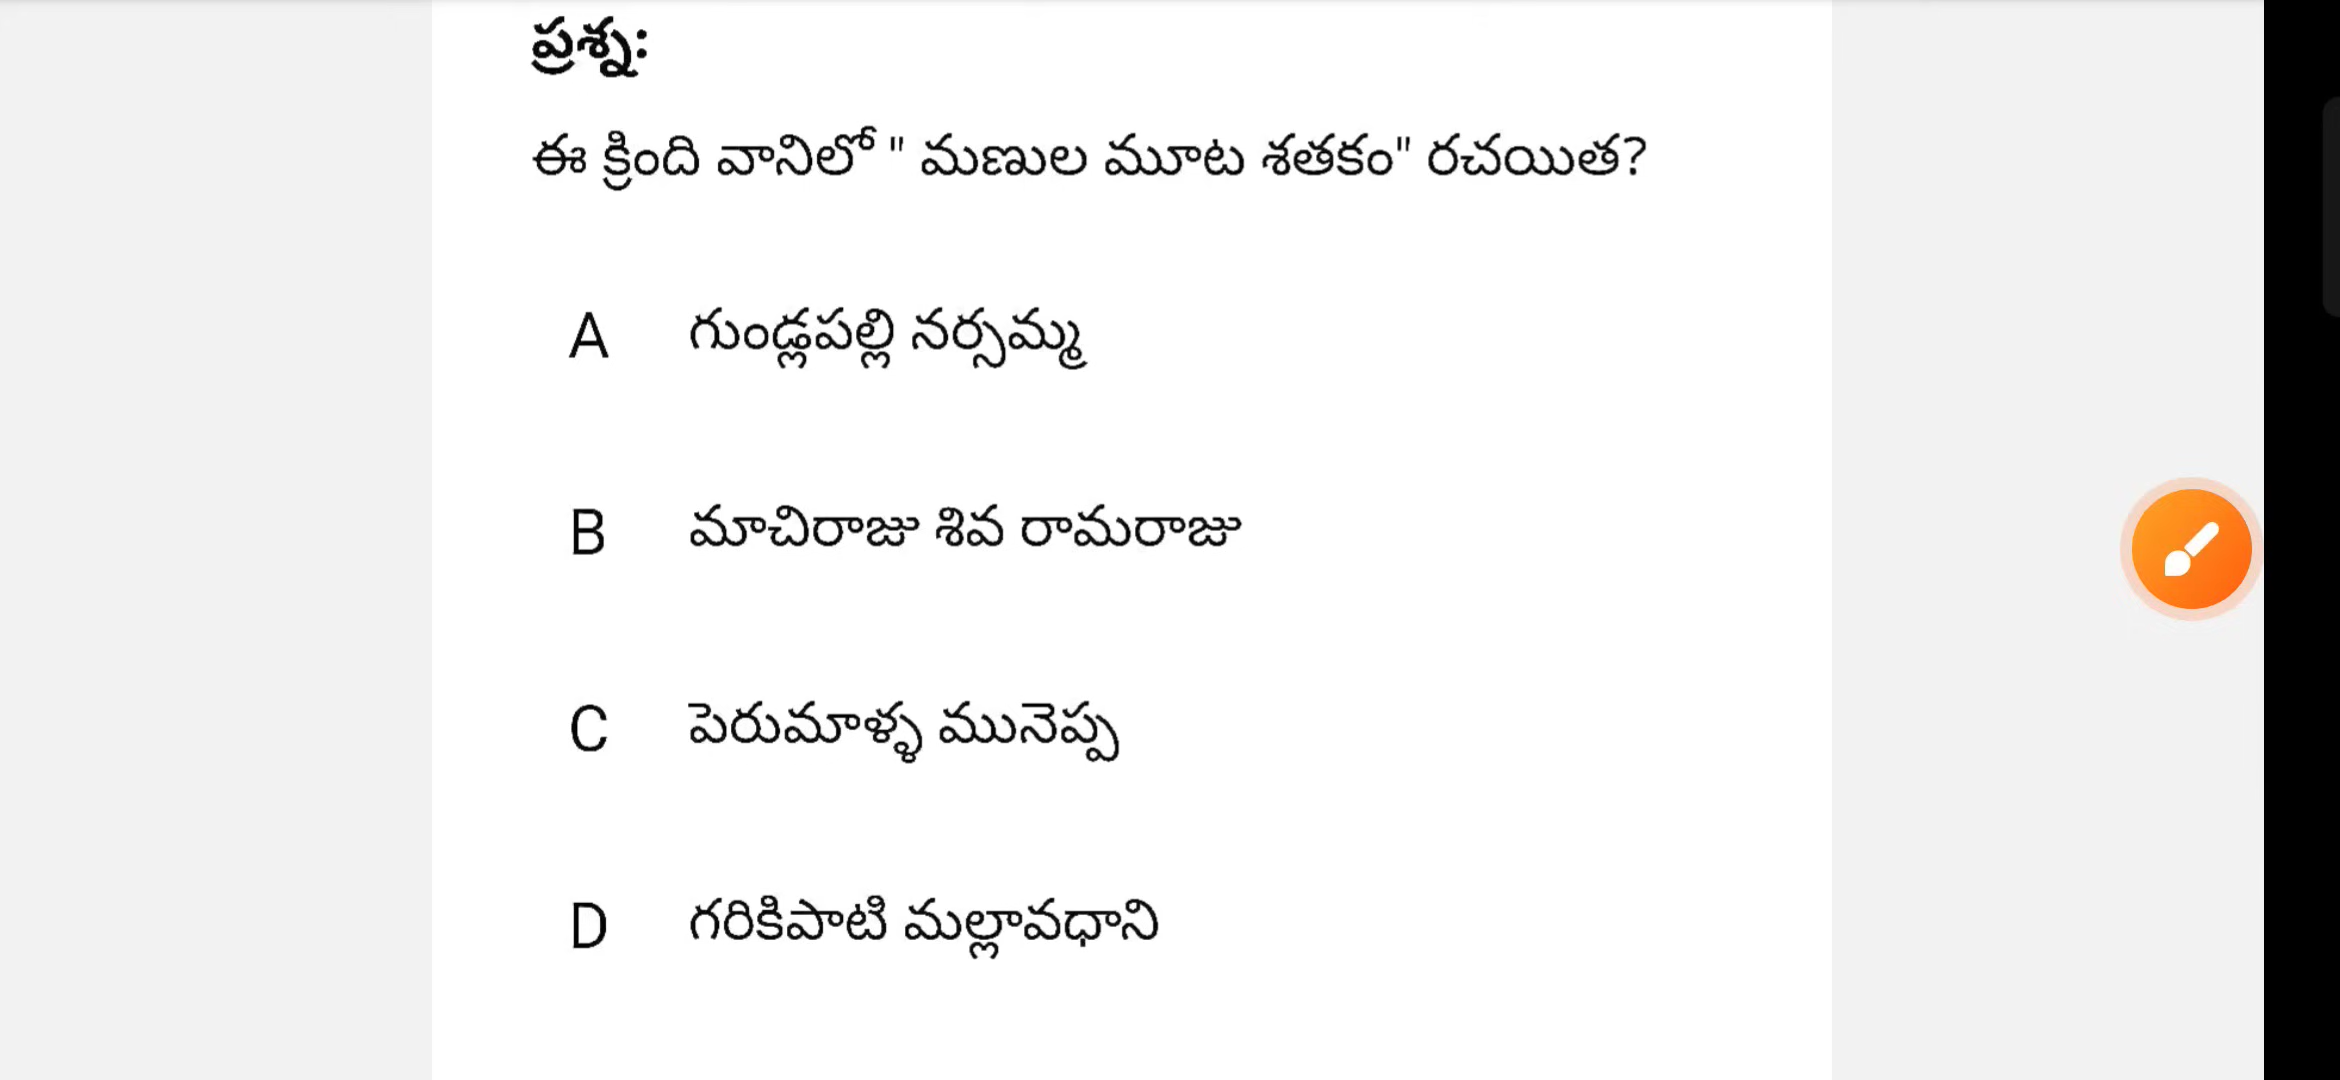 ప్రశ్న:
ఈ క్రింది వానిలో " మణుల మూట శతకం" రచయిత?
A గుండ్లపల్లి నర్సమ్మ
B మాచిరాజు శివ రామరాజు
C పెరుమాళ్ళ మునెప్ప
D గరికిపాటి మల్లావధాని